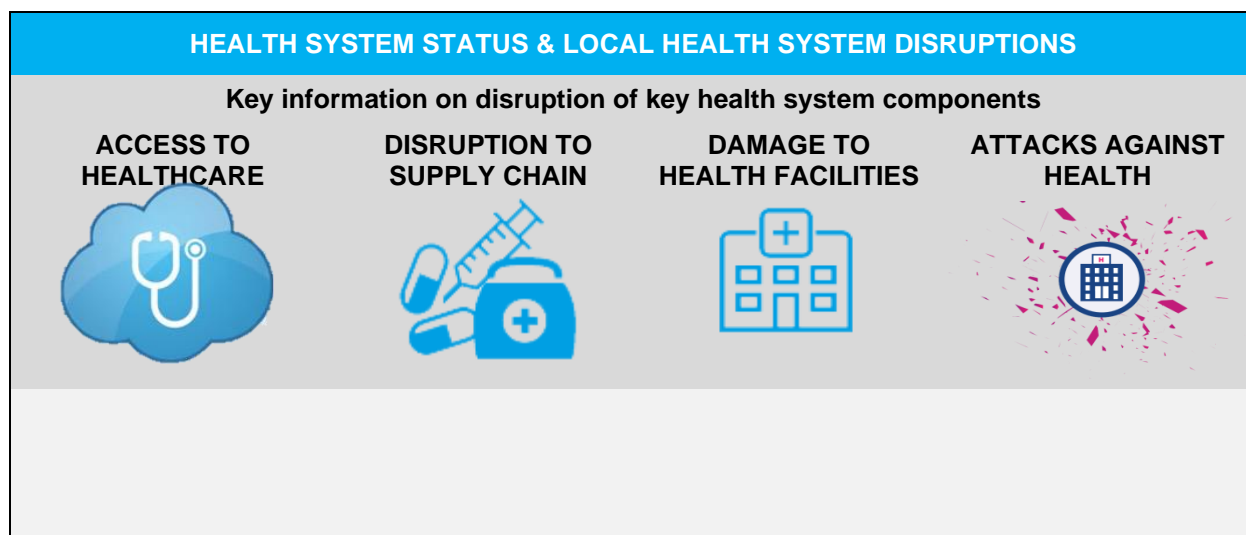 HEALTH SYSTEM STATUS & LOCAL HEALTH SYSTEM DISRUPTIONS
Key information on disruption of key health system components
ACCESS TO
HEALTHCARE
DISRUPTION TO
SUPPLY CHAIN
DAMAGE TO
HEALTH FACILITIES
ATTACKS AGAINST
HEALTH
H